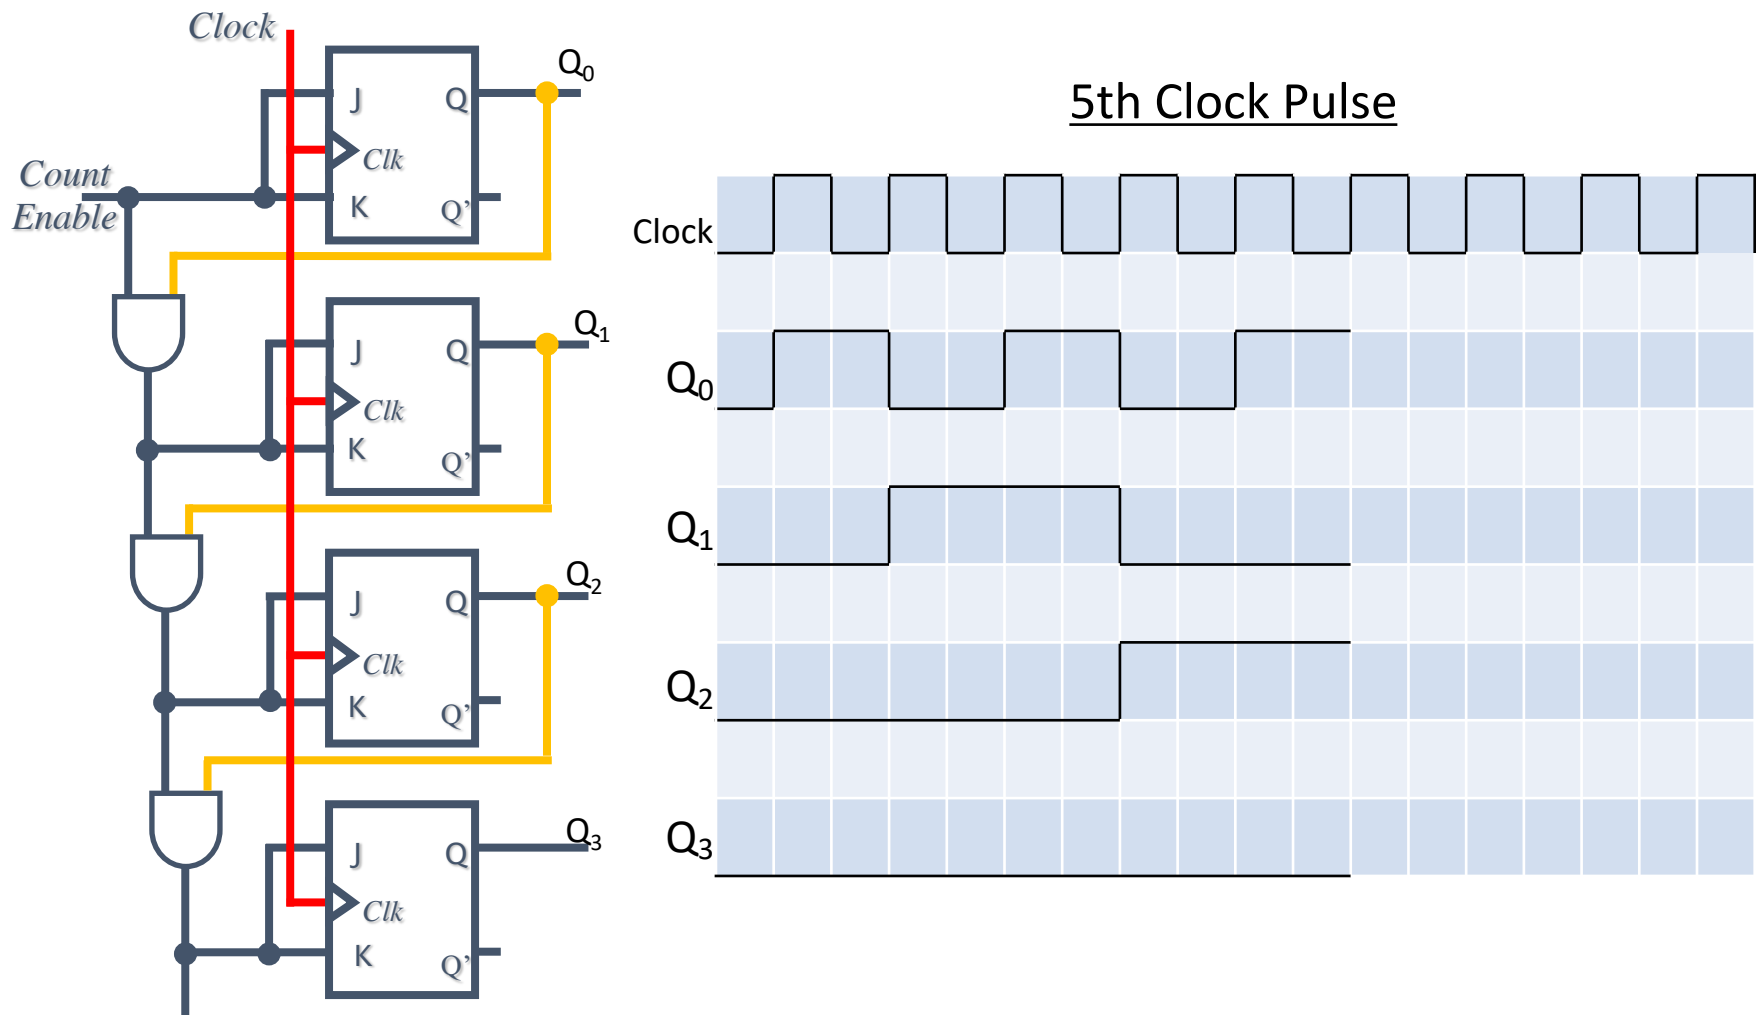 Clock
Q0
J Q
Clk
K Q’
Count
Enable
Q1
J Q
Clk
K Q’
Q2
J Q
Clk
K Q’
Q3
J Q
Clk
K Q’
5th Clock Pulse
Clock
Q0
Q1
Q2
Q3